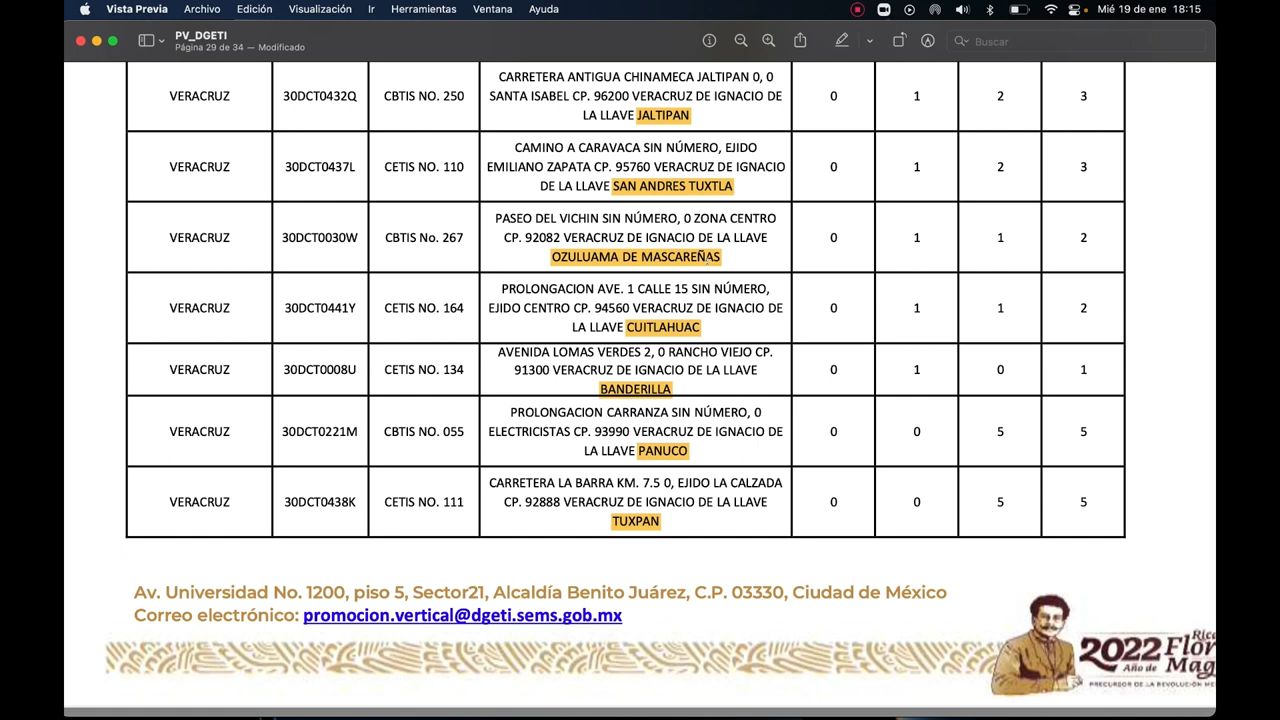 Vista Previa Archivo Edición Visualización Ir Herramientas Ventana Ayuda Mié 19 de ene 18:15
PV_DGETI
Página 29 de 34 — Modificado
Buscar
CARRETERA ANTIGUA CHINAMECA JALTIPAN 0, 0
VERACRUZ 30DCT0432Q CBTIS NO. 250 SANTA ISABEL CP. 96200 VERACRUZ DE IGNACIO DE 0 1 2 3
LA LLAVE JALTIPAN
CAMINO A CARAVACA SIN NÚMERO, EJIDO
VERACRUZ 30DCT0437L CETIS NO. 110 EMILIANO ZAPATA CP. 95760 VERACRUZ DE IGNACIO 0 1 2 3
DE LA LLAVE SAN ANDRES TUXTLA
PASEO DEL VICHIN SIN NÚMERO, 0 ZONA CENTRO
VERACRUZ 30DCT0030W CBTIS No. 267 CP. 92082 VERACRUZ DE IGNACIO DE LA LLAVE 0 1 1 2
OZULUAMA DE MASCAREÑAS
PROLONGACION AVE. 1 CALLE 15 SIN NÚMERO,
VERACRUZ 30DCT0441Y CETIS NO. 164 EJIDO CENTRO CP. 94560 VERACRUZ DE IGNACIO DE 0 1 1 2
LA LLAVE CUITLAHUAC
AVENIDA LOMAS VERDES 2, 0 RANCHO VIEJO CP.
VERACRUZ 30DCT0008U CETIS NO. 134 91300 VERACRUZ DE IGNACIO DE LA LLAVE 0 1 0 1
BANDERILLA
PROLONGACION CARRANZA SIN NÚMERO, 0
VERACRUZ 30DCT0221M CBTIS NO. 055 ELECTRICISTAS CP. 93990 VERACRUZ DE IGNACIO DE 0 0 5 5
LA LLAVE PANUCO
CARRETERA LA BARRA KM. 7.5 0, EJIDO LA CALZADA
VERACRUZ 30DCT0438K CETIS NO. 111 CP. 92888 VERACRUZ DE IGNACIO DE LA LLAVE 0 0 5 5
TUXPAN
Av. Universidad No. 1200, piso 5, Sector21, Alcaldía Benito Juárez, C.P. 03330, Ciudad de México
Correo electrónico: promocion.vertical@dgeti.sems.gob.mx
Rica
2022 Flor
Año de Mag
PRECURSOR DE LA REVOLUCIÓN ME